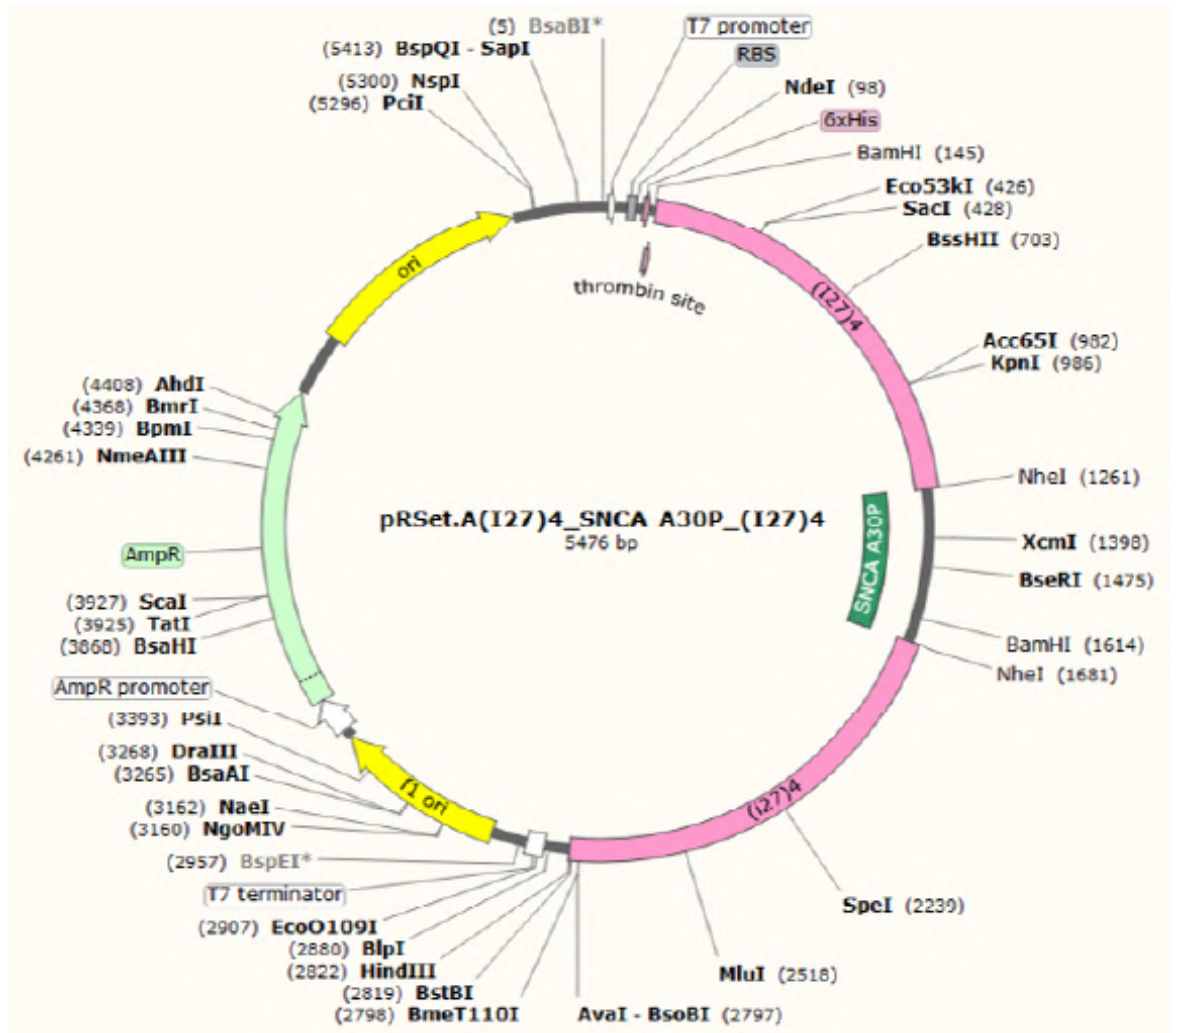 (5) BsaBI*
T7 promoter
(5413) BspQI - SapI
RBS
(5300) NspI
NdeI (98)
(5296) PciI
6xHis
BamHI (145)
Eco53kI (426)
SacI (428)
BssHII (703)
ori
thrombin site
(I27)4
Acc65I (982)
KpnI (986)
(4408) AhdI
(4368) BmrI
(4339) BpmI
(4261) NmeAIII
NheI (1261)
pRSet.A(I27)4_SNCA A30P_(I27)4
5476 bp
SNCA A30P
XcmI (1398)
AmpR
BseRI (1475)
(3927) ScaI
(3925) TatI
(3868) BsaHI
BamHI (1614)
NheI (1681)
AmpR promoter
(3393) PsiI
(3268) DraIII
(3265) BsaAI
f1 ori
(i27)4
(3162) NaeI
(3160) NgoMIV
(2957) BspEI*
T7 terminator
SpeI (2239)
(2907) EcoO109I
(2880) BlpI
(2822) HindIII
MluI (2518)
(2819) BstBI
(2798) BmeT110I
AvaI - BsoBI (2797)